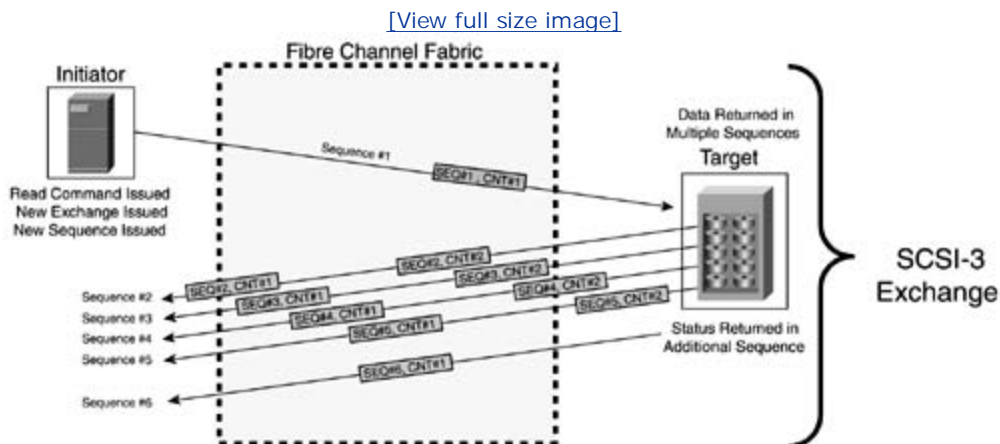 [View full size image]
Fibre Channel Fabric
Initiator
Read Command Issued
New Exchange Issued
New Sequence Issued
Sequence #1
SEQ#1, CNT#1
Data Returned in
Multiple Sequences
Target
SCSI-3
Exchange
SEQ#2, CNT#2
SEQ#2, CNT#1
SEQ#3, CNT#2
SEQ#3, CNT#1
SEQ#4, CNT#2
SEQ#4, CNT#1
SEQ#5, CNT#2
SEQ#5, CNT#1
SEQ#6, CNT#1
Sequence #2
Sequence #3
Sequence #4
Sequence #5
Sequence #6
Status Returned in
Additional Sequence